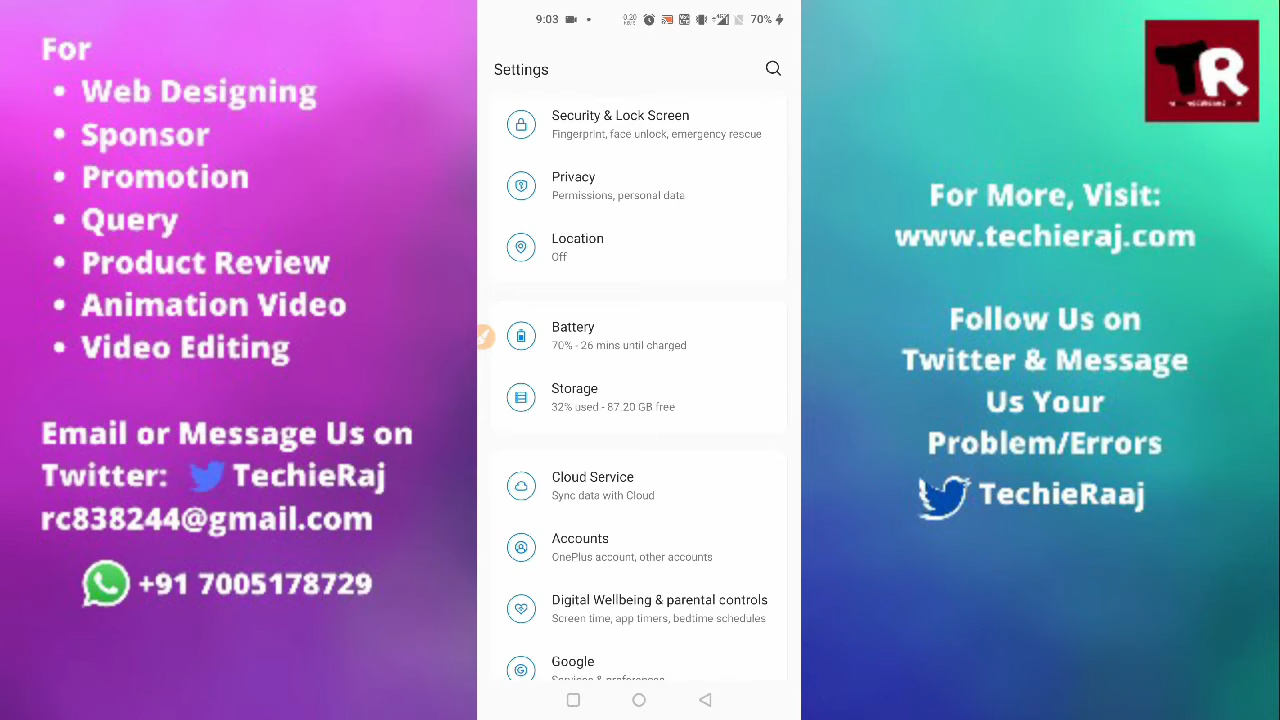 For
• Web Designing
• Sponsor
• Promotion
• Query
• Product Review
• Animation Video
• Video Editing
Email or Message Us on
Twitter: TechieRaj
rc838244@gmail.com
+91 7005178729
9:03
0.20
70%
Settings
Security & Lock Screen
Fingerprint, face unlock, emergency rescue
Privacy
Permissions, personal data
Location
Off
Battery
70% - 26 mins until charged
Storage
32% used - 87.20 GB free
Cloud Service
Sync data with Cloud
Accounts
OnePlus account, other accounts
Digital Wellbeing & parental controls
Screen time, app timers, bedtime schedules
Google
Services & preferences
TR
For More, Visit:
www.techieraj.com
Follow Us on
Twitter & Message
Us Your
Problem/Errors
TechieRaaj